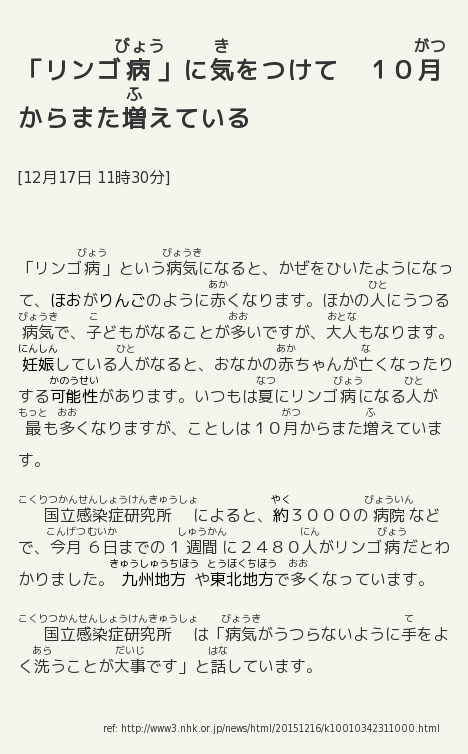 「リンゴ病」に気をつけて　１０月
からまた増えている
[12月17日 11時30分]
「リンゴ病」という病気になると、かぜをひいたようになっ
て、ほおがりんごのように赤くなります。ほかの人にうつる
病気で、子どもがなることが多いですが、大人もなります。
妊娠している人がなると、おなかの赤ちゃんが亡くなったり
する可能性があります。いつもは夏にリンゴ病になる人が
最も多くなりますが、ことしは１０月からまた増えていま
す。
国立感染症研究所によると、約３０００の病院など
で、今月６日までの１週間に２４８０人がリンゴ病だとわ
かりました。九州地方や東北地方で多くなっています。
国立感染症研究所は「病気がうつらないように手をよ
く洗うことが大事です」と話しています。
ref: http://www3.nhk.or.jp/news/html/20151216/k10010342311000.html